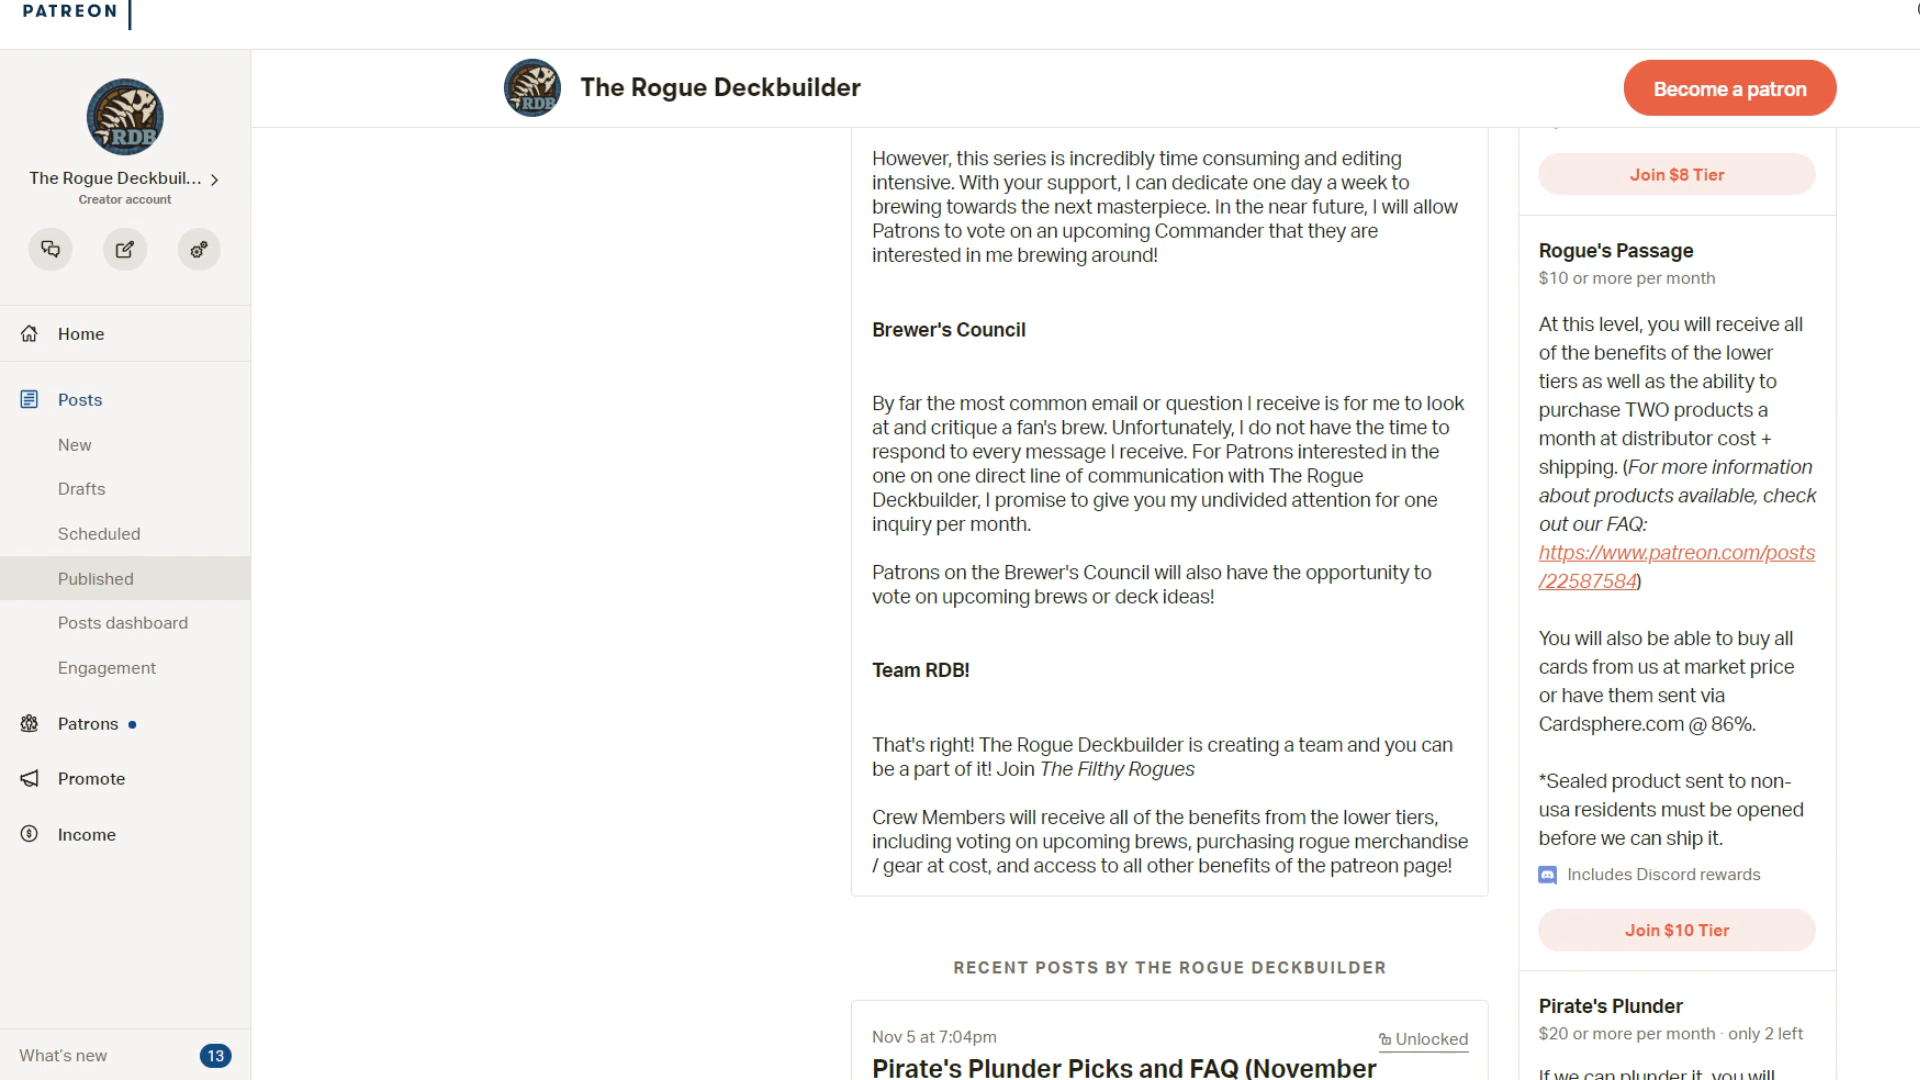 PATREON
The Rogue Deckbuil...
Creator account
Home
Posts
New
Drafts
Scheduled
Published
Posts dashboard
Engagement
Patrons
Promote
Income
What's new
13
RDB
RDB
The Rogue Deckbuilder
Become a patron
However, this series is incredibly time consuming and editing
intensive. With your support, I can dedicate one day a week to
brewing towards the next masterpiece. In the near future, I will allow
Patrons to vote on an upcoming Commander that they are
interested in me brewing around!
Brewer's Council
By far the most common email or question I receive is for me to look
at and critique a fan's brew. Unfortunately, I do not have the time to
respond to every message I receive. For Patrons interested in the
one on one direct line of communication with The Rogue
Deckbuilder, I promise to give you my undivided attention for one
inquiry per month.
Patrons on the Brewer's Council will also have the opportunity to
vote on upcoming brews or deck ideas!
Team RDB!
That's right! The Rogue Deckbuilder is creating a team and you can
be a part of it! Join The Filthy Rogues
Crew Members will receive all of the benefits from the lower tiers,
including voting on upcoming brews, purchasing rogue merchandise
/ gear at cost, and access to all other benefits of the patreon page!
RECENT POSTS BY THE ROGUE DECKBUILDER
Nov 5 at 7:04pm
Unlocked
Pirate's Plunder Picks and FAQ (November
Join $8 Tier
Rogue's Passage
$10 or more per month
At this level, you will receive all
of the benefits of the lower
tiers as well as the ability to
purchase TWO products a
month at distributor cost +
shipping. (For more information
about products available, check
out our FAQ:
https://www.patreon.com/posts
/22587584)
You will also be able to buy all
cards from us at market price
or have them sent via
Cardsphere.com @ 86%.
*Sealed product sent to non-
usa residents must be opened
before we can ship it.
Includes Discord rewards
Join $10 Tier
Pirate's Plunder
$20 or more per month · only 2 left
If we can plunder it, you will